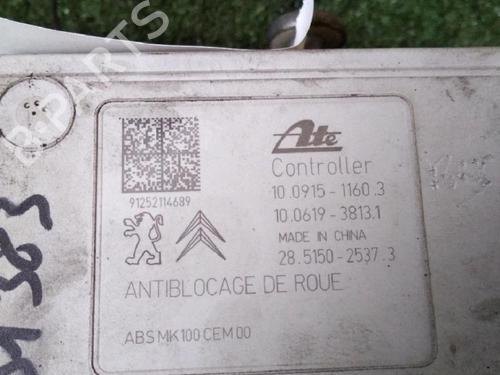 B-PARTS
Ate
Controller
10.0915-1160.3
10.0619-3813.1
MADE IN CHINA
28.5150-2537.3
91252114689
ANTIBLOCAGE DE ROUE
ABS MK100 CEM 00